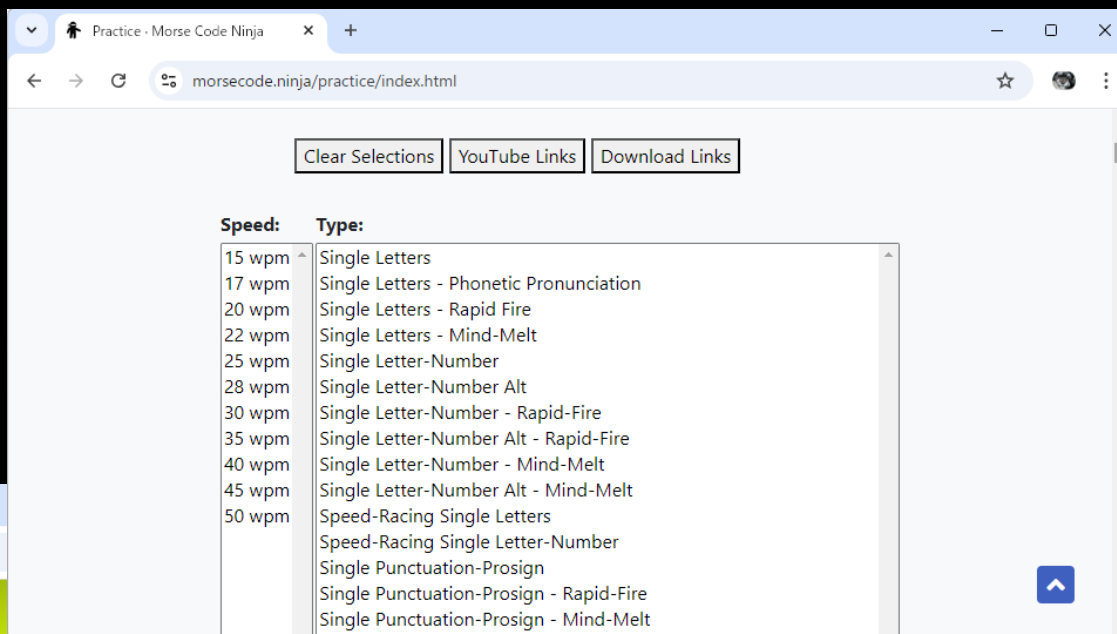 Practice · Morse Code Ninja
morsecode.ninja/practice/index.html
Clear Selections YouTube Links Download Links
Speed: Type:
15 wpm Single Letters
17 wpm Single Letters - Phonetic Pronunciation
20 wpm Single Letters - Rapid Fire
22 wpm Single Letters - Mind-Melt
25 wpm Single Letter-Number
28 wpm Single Letter-Number Alt
30 wpm Single Letter-Number - Rapid-Fire
35 wpm Single Letter-Number Alt - Rapid-Fire
40 wpm Single Letter-Number - Mind-Melt
45 wpm Single Letter-Number Alt - Mind-Melt
50 wpm Speed-Racing Single Letters
Speed-Racing Single Letter-Number
Single Punctuation-Prosign
Single Punctuation-Prosign - Rapid-Fire
Single Punctuation-Prosign - Mind-Melt